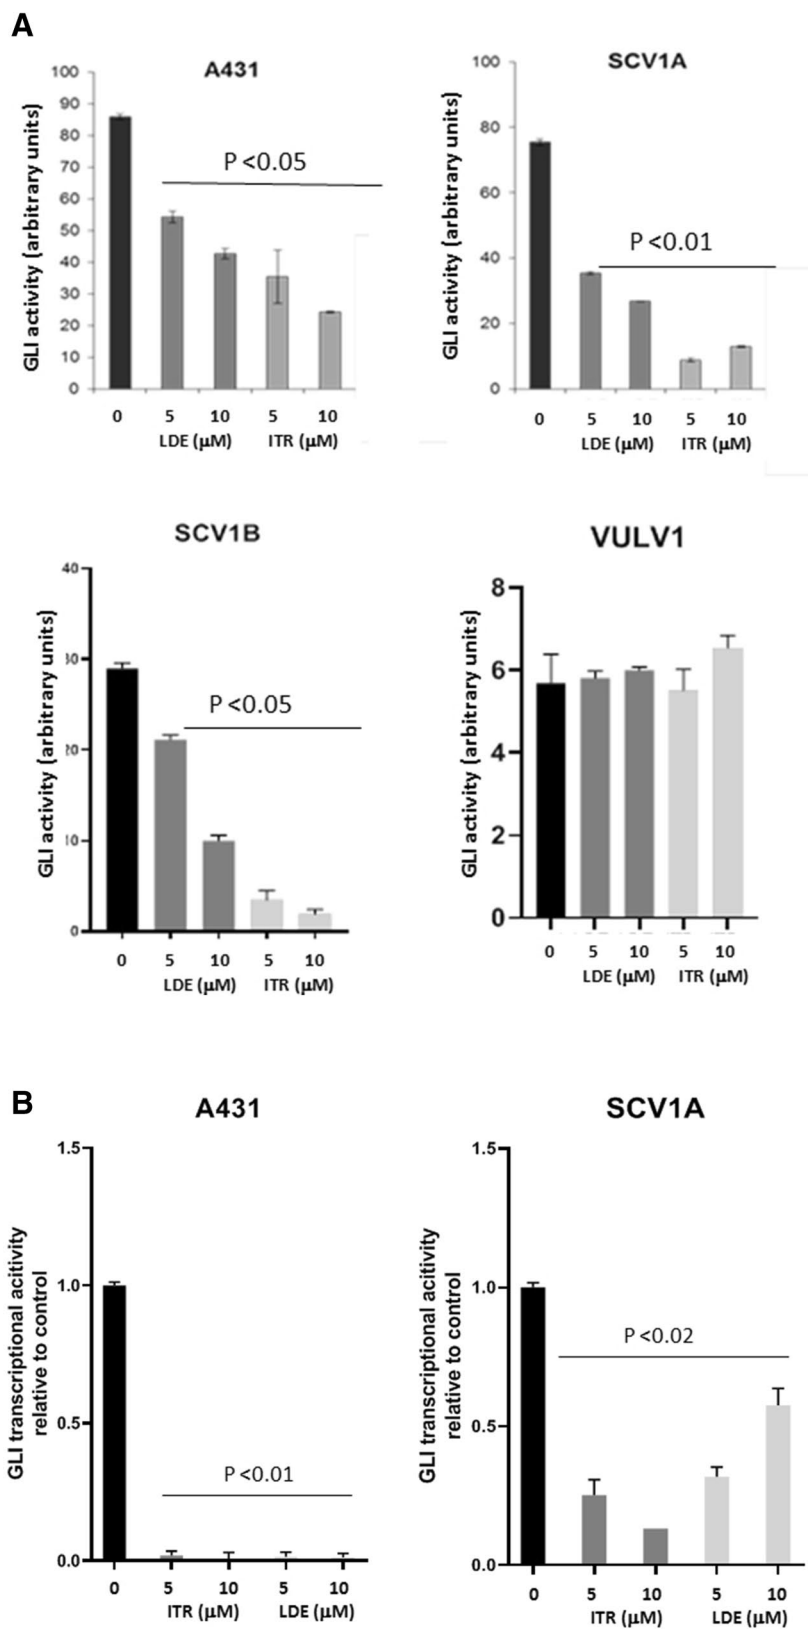 A
A431
GLI activity (arbitrary units)
100
90
80
70
60
50
40
30
20
10
0
P <0.05
0 5 10 5 10
LDE (µM) ITR (µM)
SCV1A
GLI activity (arbitrary units)
100
80
60
40
20
0
P <0.01
0 5 10 5 10
LDE (µM) ITR (µM)
SCV1B
GLI activity (arbitrary units)
40
30
20
10
0
P <0.05
0 5 10 5 10
LDE (µM) ITR (µM)
VULV1
GLI activity (arbitrary units)
8
6
4
2
0
0 5 10 5 10
LDE (µM) ITR (µM)
B
A431
GLI transcriptional acitivity
relative to control
1.5
1.0
0.5
0.0
P <0.01
0 5 10 5 10
ITR (µM) LDE (µM)
SCV1A
GLI transcriptional acitivity
relative to control
1.5
1.0
0.5
0.0
P <0.02
0 5 10 5 10
ITR (µM) LDE (µM)